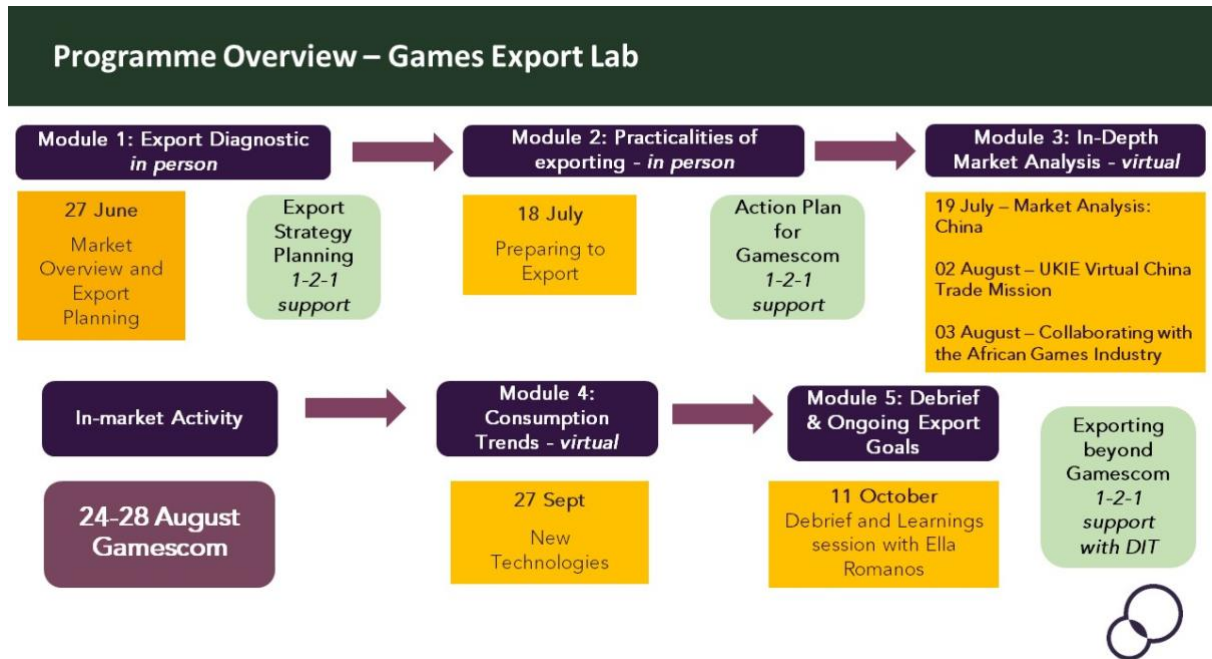 Programme Overview – Games Export Lab
Module 1: Export Diagnostic
in person
27 June
Market
Overview and
Export
Planning
Export
Strategy
Planning
1-2-1
support
Module 2: Practicalities of
exporting - in person
18 July
Preparing to
Export
Action Plan
for
Gamescom
1-2-1
support
Module 3: In-Depth
Market Analysis - virtual
19 July – Market Analysis:
China
02 August – UKIE Virtual China
Trade Mission
03 August – Collaborating with
the African Games Industry
In-market Activity
24-28 August
Gamescom
Module 4:
Consumption
Trends - virtual
27 Sept
New
Technologies
Module 5: Debrief
& Ongoing Export
Goals
11 October
Debrief and Learnings
session with Ella
Romanos
Exporting
beyond
Gamescom
1-2-1
support
with DIT